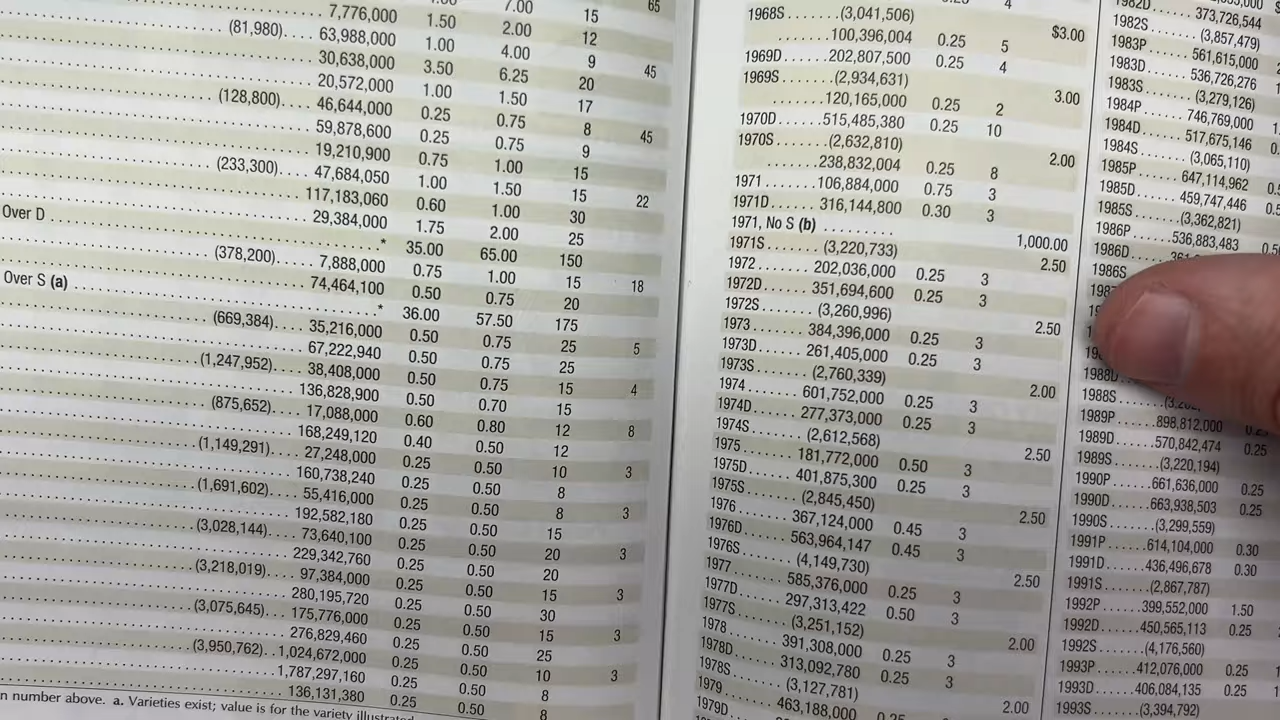 7.00 15
7,776,000 1.50 2.00 12
65
(81,980).... 63,988,000 1.00 4.00 9 45
30,638,000 3.50 6.25 20
20,572,000 1.00 1.50 17
(128,800).... 46,644,000 0.25 0.75 8 45
59,878,600 0.25 0.75 9
19,210,900 0.75 1.00 15
(233,300).... 47,684,050 1.00 1.50 15 22
117,183,060 0.60 1.00 30
29,384,000 1.75 2.00 25
Over D .......... * 35.00 65.00 150
(378,200).... 7,888,000 0.75 1.00 15 18
74,464,100 0.50 0.75 20
Over S (a) .......... * 36.00 57.50 175
(669,384).... 35,216,000 0.50 0.75 25 5
67,222,940 0.50 0.75 25
(1,247,952).... 38,408,000 0.50 0.75 15 4
136,828,900 0.50 0.70 15
(875,652).... 17,088,000 0.60 0.80 12 8
168,249,120 0.40 0.50 12
(1,149,291).... 27,248,000 0.25 0.50 10 3
160,738,240 0.25 0.50 8
(1,691,602).... 55,416,000 0.25 0.50 8 3
192,582,180 0.25 0.50 15
(3,028,144).... 73,640,100 0.25 0.50 20 3
229,342,760 0.25 0.50 20
(3,218,019).... 97,384,000 0.25 0.50 15 3
280,195,720 0.25 0.50 30
(3,075,645).... 175,776,000 0.25 0.50 15 3
276,829,460 0.25 0.50 25
(3,950,762).. 1,024,672,000 0.25 0.50 10 3
1,787,297,160 0.25 0.50 8
136,131,380 0.25 0.50 8
n number above. a. Varieties exist; value is for the variety illustrated
4
1968S ......(3,041,506) $3.00
........100,396,004 0.25 5
1969D ......202,807,500 0.25 4
1969S ......(2,934,631) 3.00
........120,165,000 0.25 2
1970D ......515,485,380 0.25 10
1970S ......(2,632,810) 2.00
........238,832,004 0.25 8
1971 ........106,884,000 0.75 3
1971D ......316,144,800 0.30 3
1971, No S (b) .......... 1,000.00
1971S ......(3,220,733) 2.50
1972 ........202,036,000 0.25 3
1972D ......351,694,600 0.25 3
1972S ......(3,260,996) 2.50
1973 ........384,396,000 0.25 3
1973D ......261,405,000 0.25 3
1973S ......(2,760,339) 2.00
1974 ........601,752,000 0.25 3
1974D ......277,373,000 0.25 3
1974S ......(2,612,568) 2.50
1975 ........181,772,000 0.50 3
1975D ......401,875,300 0.25 3
1975S ......(2,845,450) 2.50
1976 ........367,124,000 0.45 3
1976D ......563,964,147 0.45 3
1976S ......(4,149,730) 2.50
1977 ........585,376,000 0.25 3
1977D ......297,313,422 0.50 3
1977S ......(3,251,152) 2.00
1978 ........391,308,000 0.25 3
1978D ......313,092,780 0.25 3
1978S ......(3,127,781) 2.00
1979 ........463,188,000 0.25
1979D
1982D ......373,726,544
1982S ......(3,857,479)
1983P ......561,615,000
1983D ......536,726,276
1983S ......(3,279,126)
1984P ......746,769,000
1984D ......517,675,146
1984S ......(3,065,110)
1985P ......647,114,962
1985D ......459,747,446
1985S ......(3,362,821)
1986P ......536,883,483
1986D
1986S
1988D
1988S
1989P ......898,812,000
1989D ......570,842,474 0.25
1989S ......(3,220,194)
1990P ......661,636,000 0.25
1990D ......663,938,503 0.25
1990S ......(3,299,559)
1991P ......614,104,000 0.30
1991D ......436,496,678 0.30
1991S ......(2,867,787)
1992P ......399,552,000 1.50
1992D ......450,565,113 0.25
1992S ......(4,176,560)
1993P ......412,076,000 0.25
1993D ......406,084,135 0.25
1993S ......(3,394,792)